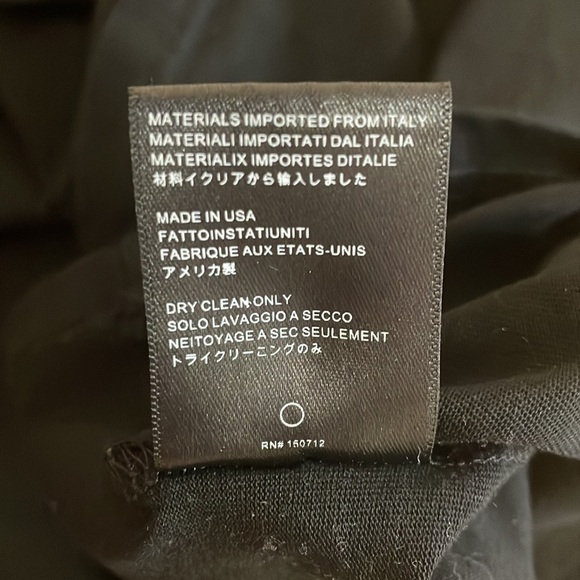 MATERIALS IMPORTED FROM ITALY
MATERIALI IMPORTATI DAL ITALIA
MATERIALIX IMPORTES DITALIE
材料イクリアから輸入しました
MADE IN USA
FATTOINSTATIUNITI
FABRIQUE AUX ETATS-UNIS
アメリカ製
DRY CLEAN ONLY
SOLO LAVAGGIO A SECCO
NEITOYAGE A SEC SEULEMENT
トライクリーニングのみ
RN# 150712